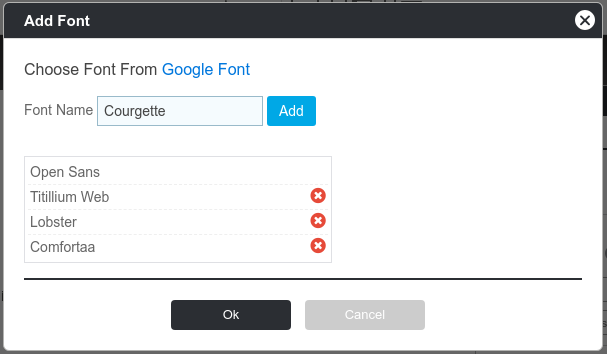 Add Font
Choose Font From Google Font
Font Name Courgette Add
Open Sans
Titillium Web
Lobster
Comfortaa
Ok Cancel